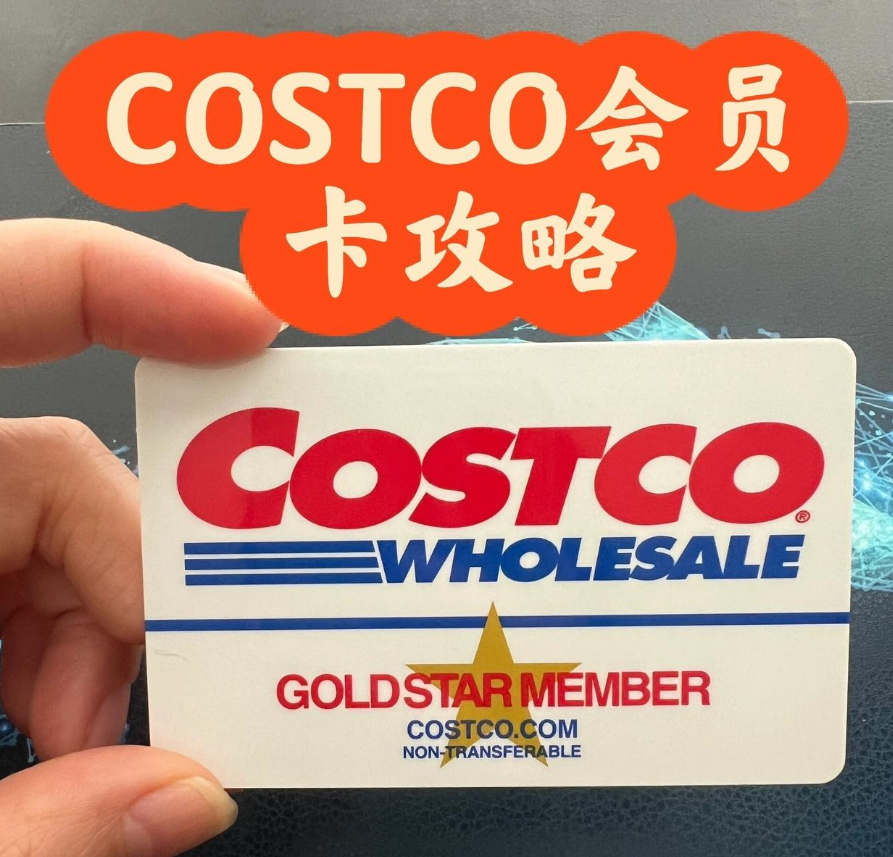 COSTCO会员
卡攻略
COSTCO®
WHOLESALE
GOLD STAR MEMBER
COSTCO.COM
NON-TRANSFERABLE